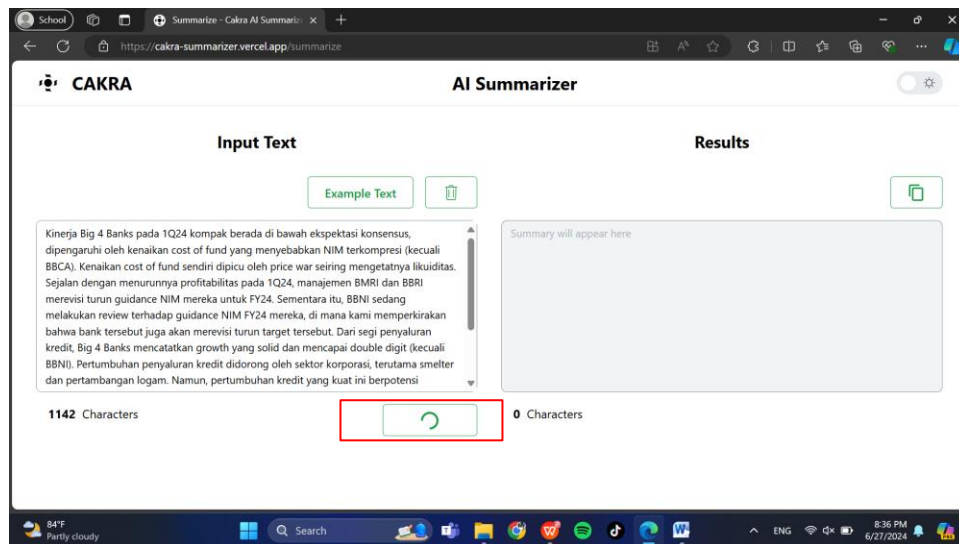 School
Summarize - Cakra AI Summariz
https://cakra-summarizer.vercel.app/summarize
CAKRA
AI Summarizer
Input Text
Results
Example Text
Kinerja Big 4 Banks pada 1Q24 kompak berada di bawah ekspektasi konsensus,
dipengaruhi oleh kenaikan cost of fund yang menyebabkan NIM terkompresi (kecuali
BBCA). Kenaikan cost of fund sendiri dipicu oleh price war seiring mengetatnya likuiditas.
Sejalan dengan menurunnya profitabilitas pada 1Q24, manajemen BMRI dan BBRI
merevisi turun guidance NIM mereka untuk FY24. Sementara itu, BBNI sedang
melakukan review terhadap guidance NIM FY24 mereka, di mana kami memperkirakan
bahwa bank tersebut juga akan merevisi turun target tersebut. Dari segi penyaluran
kredit, Big 4 Banks mencatatkan growth yang solid dan mencapai double digit (kecuali
BBNI). Pertumbuhan penyaluran kredit didorong oleh sektor korporasi, terutama smelter
dan pertambangan logam. Namun, pertumbuhan kredit yang kuat ini berpotensi
Summary will appear here
1142 Characters
0 Characters
84°F
Partly cloudy
Search
ENG
8:36 PM
6/27/2024